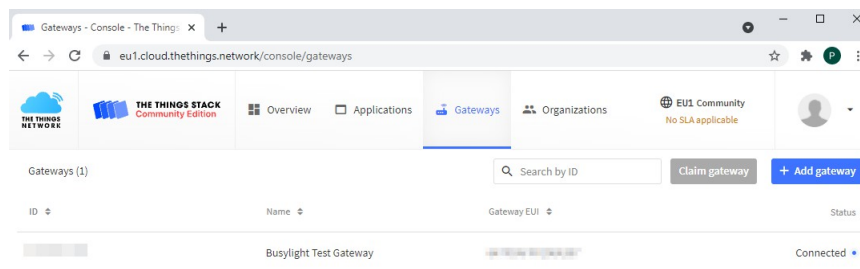 Gateways - Console - The Things
eu1.cloud.thethings.network/console/gateways
P
THE THINGS NETWORK
THE THINGS STACK
Community Edition
Overview
Applications
Gateways
Organizations
EU1 Community
No SLA applicable
Gateways (1)
Search by ID
Claim gateway
+ Add gateway
ID
Name
Gateway EUI
Status
Busylight Test Gateway
Connected